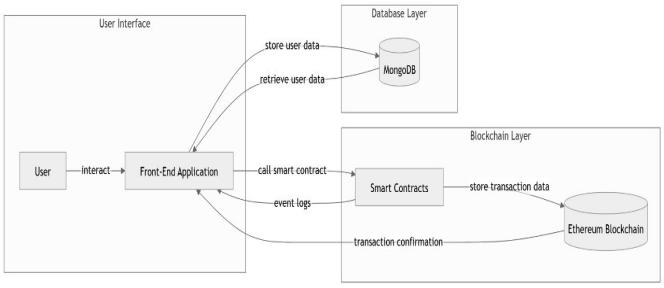 User Interface
Database Layer
store user data
MongoDB
retrieve user data
Blockchain Layer
User
interact
Front-End Application
call smart contract
Smart Contracts
store transaction data
event logs
Ethereum Blockchain
transaction confirmation